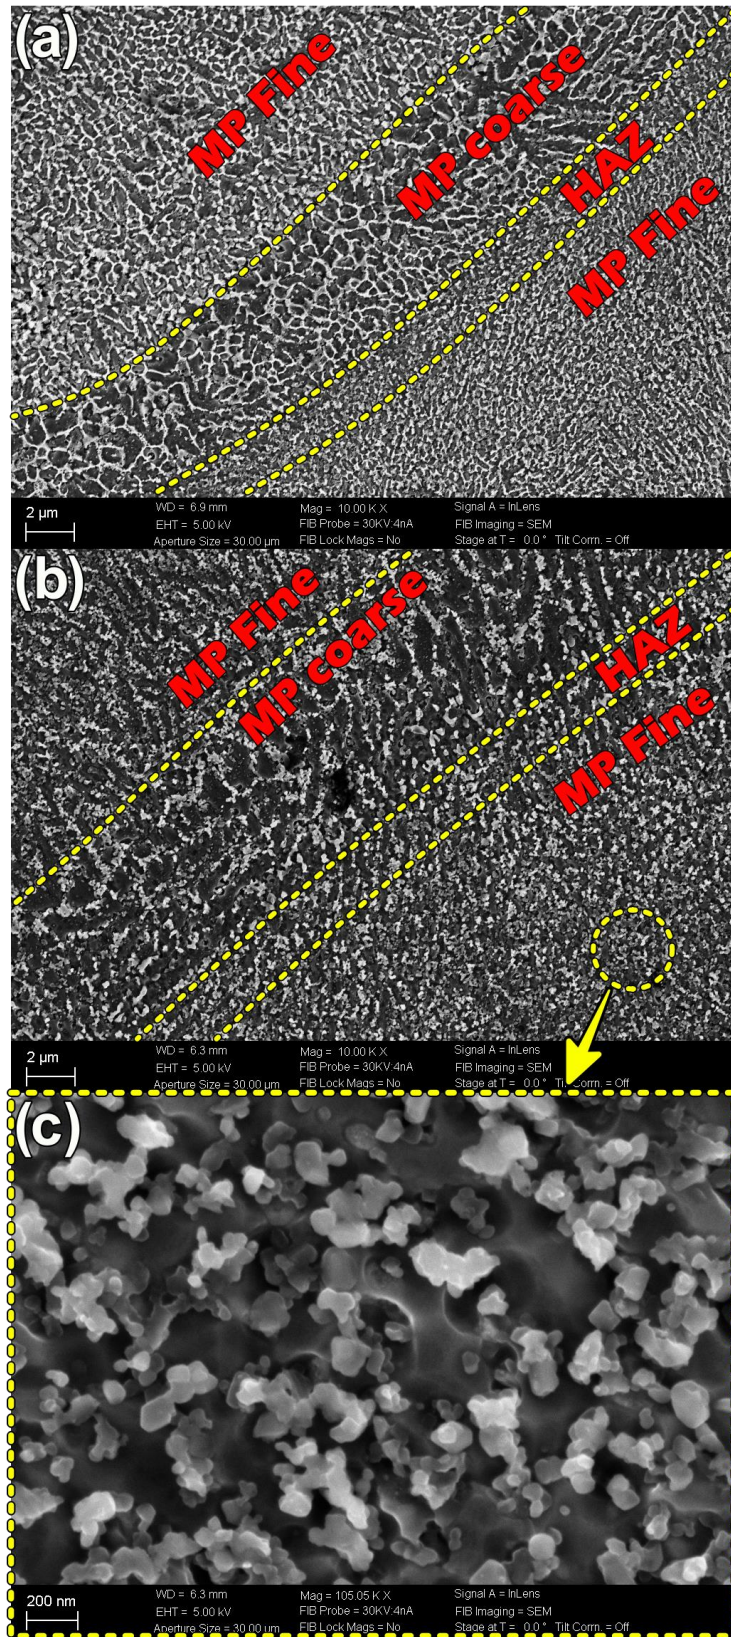 (a)
MP Fine
MP coarse
HAZ
MP Fine
2 µm
WD = 6.9 mm Mag = 10.00 K X Signal A = InLens
EHT = 5.00 kV FIB Probe = 30KV:4nA FIB Imaging = SEM
Aperture Size = 30.00 µm FIB Lock Mags = No Stage at T = 0.0 ° Tilt Corrn. = Off
(b)
MP Fine
MP coarse
HAZ
MP Fine
2 µm
WD = 6.3 mm Mag = 10.00 K X Signal A = InLens
EHT = 5.00 kV FIB Probe = 30KV:4nA FIB Imaging = SEM
Aperture Size = 30.00 µm FIB Lock Mags = No Stage at T = 0.0 ° Tilt Corrn. = Off
(c)
200 nm
WD = 6.3 mm Mag = 105.05 K X Signal A = InLens
EHT = 5.00 kV FIB Probe = 30KV:4nA FIB Imaging = SEM
Aperture Size = 30.00 µm FIB Lock Mags = No Stage at T = 0.0 ° Tilt Corrn. = Off